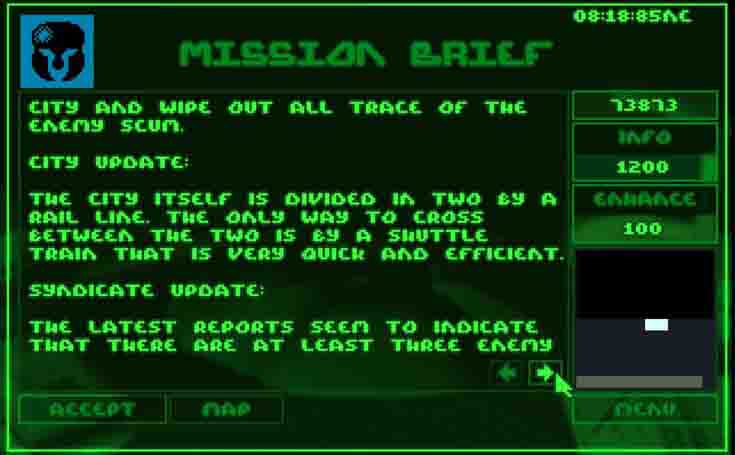 08:18:85NC
MISSION BRIEF
CITY AND WIPE OUT ALL TRACE OF THE
ENEMY SCUM.
CITY UPDATE:
THE CITY ITSELF IS DIVIDED IN TWO BY A
RAIL LINE. THE ONLY WAY TO CROSS
BETWEEN THE TWO IS BY A SHUTTLE
TRAIN THAT IS VERY QUICK AND EFFICIENT.
SYNDICATE UPDATE:
THE LATEST REPORTS SEEM TO INDICATE
THAT THERE ARE AT LEAST THREE ENEMY
73873
INFO
1200
ENHANCE
100
ACCEPT
MAP
MENU